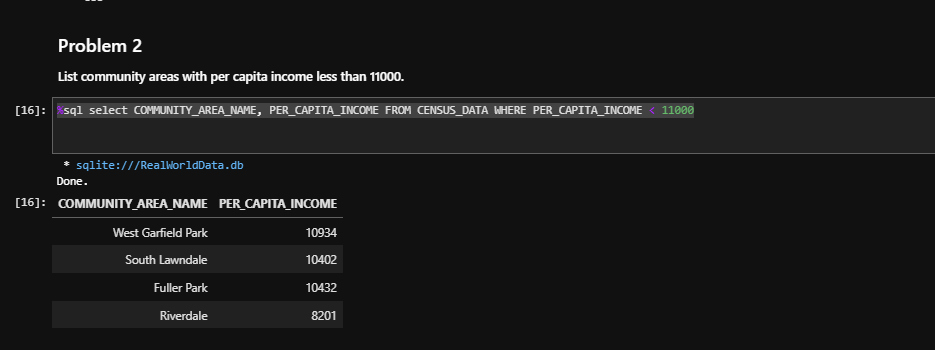 Problem 2
List community areas with per capita income less than 11000.
[16]: %sql select COMMUNITY_AREA_NAME, PER_CAPITA_INCOME FROM CENSUS_DATA WHERE PER_CAPITA_INCOME < 11000
* sqlite:///RealWorldData.db
Done.
[16]: COMMUNITY_AREA_NAME PER_CAPITA_INCOME
West Garfield Park 10934
South Lawndale 10402
Fuller Park 10432
Riverdale 8201